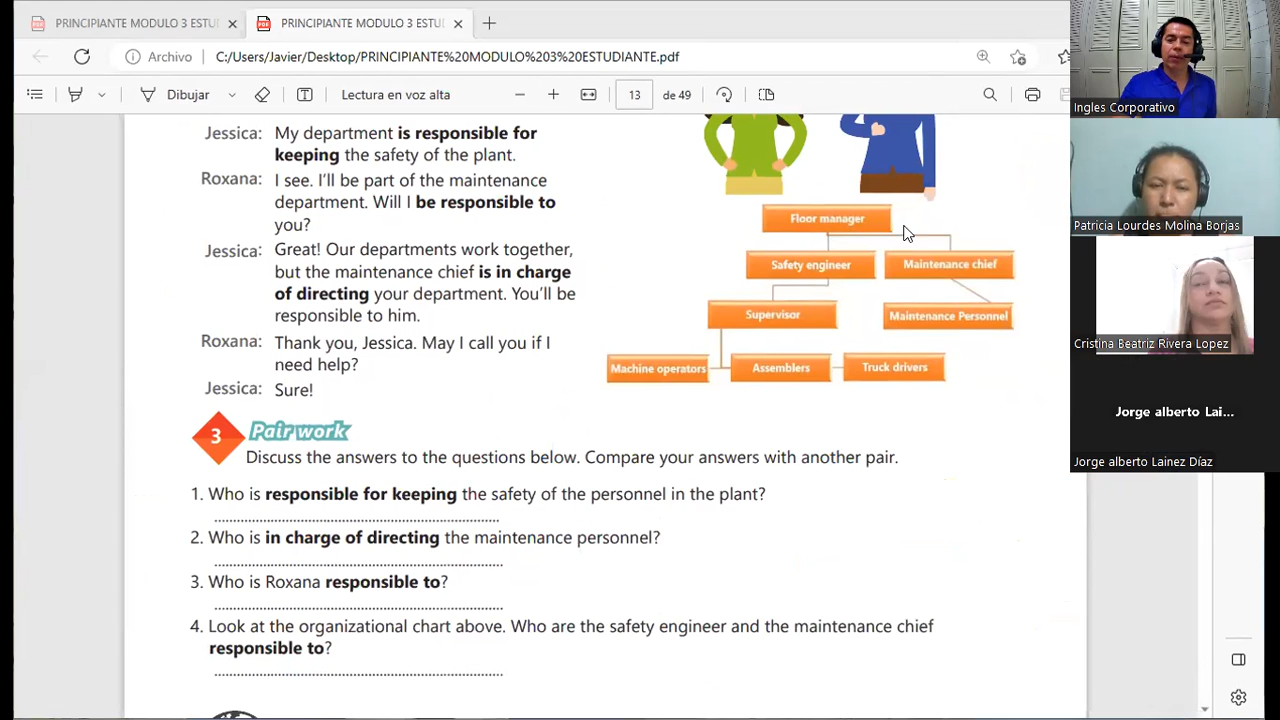 PRINCIPIANTE MODULO 3 ESTUI
PRINCIPIANTE MODULO 3 ESTUI
Archivo
C:/Users/Javier/Desktop/PRINCIPIANTE%20MODULO%203%20ESTUDIANTE.pdf
Dibujar
Lectura en voz alta
13
de 49
Jessica: My department is responsible for
keeping the safety of the plant.
Roxana: I see. I'll be part of the maintenance
department. Will I be responsible to
you?
Jessica: Great! Our departments work together,
but the maintenance chief is in charge
of directing your department. You'll be
responsible to him.
Roxana: Thank you, Jessica. May I call you if I
need help?
Jessica: Sure!
Floor manager
Safety engineer
Maintenance chief
Supervisor
Maintenance Personnel
Machine operators
Assemblers
Truck drivers
3 Pair work
Discuss the answers to the questions below. Compare your answers with another pair.
1. Who is responsible for keeping the safety of the personnel in the plant?
2. Who is in charge of directing the maintenance personnel?
3. Who is Roxana responsible to?
4. Look at the organizational chart above. Who are the safety engineer and the maintenance chief
responsible to?
Ingles Corporativo
Patricia Lourdes Molina Borjas
Cristina Beatriz Rivera Lopez
Jorge alberto Lai...
Jorge alberto Lainez Díaz